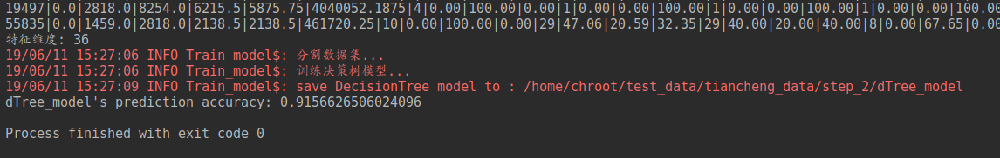 19497|0.0|2818.0|8254.0|6215.5|5875.75|4040052.1875|4|0.00|100.00|0.00|1|0.00|0.00|100.00|1|0.00|0.00|100.00|1|0.00|0.00|100.00
55835|0.0|1459.0|2818.0|2138.5|2138.5|461720.25|10|0.00|100.00|0.00|29|47.06|20.59|32.35|29|40.00|20.00|40.00|8|0.00|67.65|0.00
特征维度: 36
19/06/11 15:27:06 INFO Train_model$: 分割数据集...
19/06/11 15:27:06 INFO Train_model$: 训练决策树模型...
19/06/11 15:27:09 INFO Train_model$: save DecisionTree model to : /home/chroot/test_data/tiancheng_data/step_2/dTree_model
dTree_model's prediction accuracy: 0.9156626506024096
Process finished with exit code 0